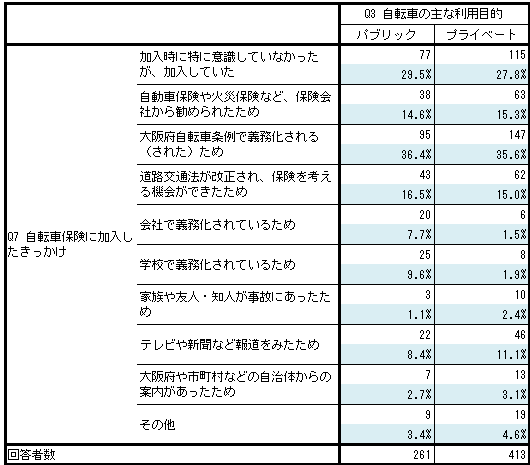 Q3 自転車の主な利用目的
パブリック プライベート
Q7 自転車保険に加入し
たきっかけ
加入時に特に意識していなかった
が、加入していた
77 115
29.5% 27.8%
自動車保険や火災保険など、保険会
社から勧められたため
38 63
14.6% 15.3%
大阪府自転車条例で義務化される
（された）ため
95 147
36.4% 35.6%
道路交通法が改正され、保険を考え
る機会ができたため
43 62
16.5% 15.0%
会社で義務化されているため
20 6
7.7% 1.5%
学校で義務化されているため
25 8
9.6% 1.9%
家族や友人・知人が事故にあったた
め
3 10
1.1% 2.4%
テレビや新聞など報道をみたため
22 46
8.4% 11.1%
大阪府や市町村などの自治体からの
案内があったため
7 13
2.7% 3.1%
その他
9 19
3.4% 4.6%
回答者数 261 413